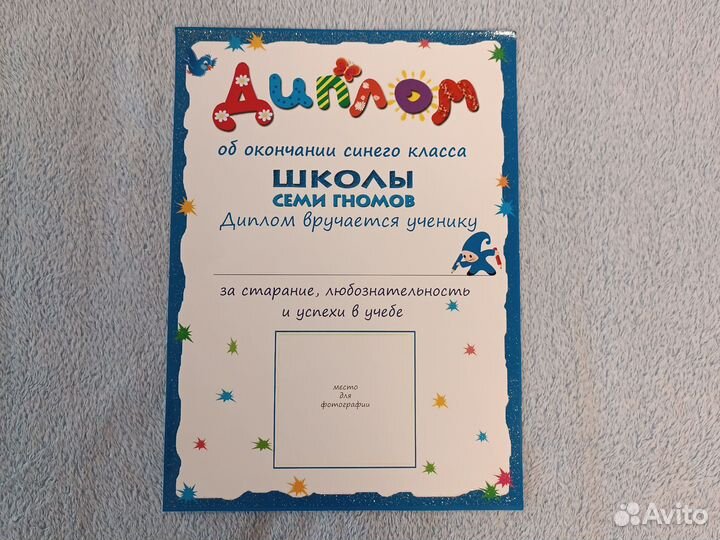 Диплом
об окончании синего класса
ШКОЛЫ
СЕМИ ГНОМОВ
Диплом вручается ученику
за старание, любознательность
и успехи в учебе
место
для
фотографии
Avito